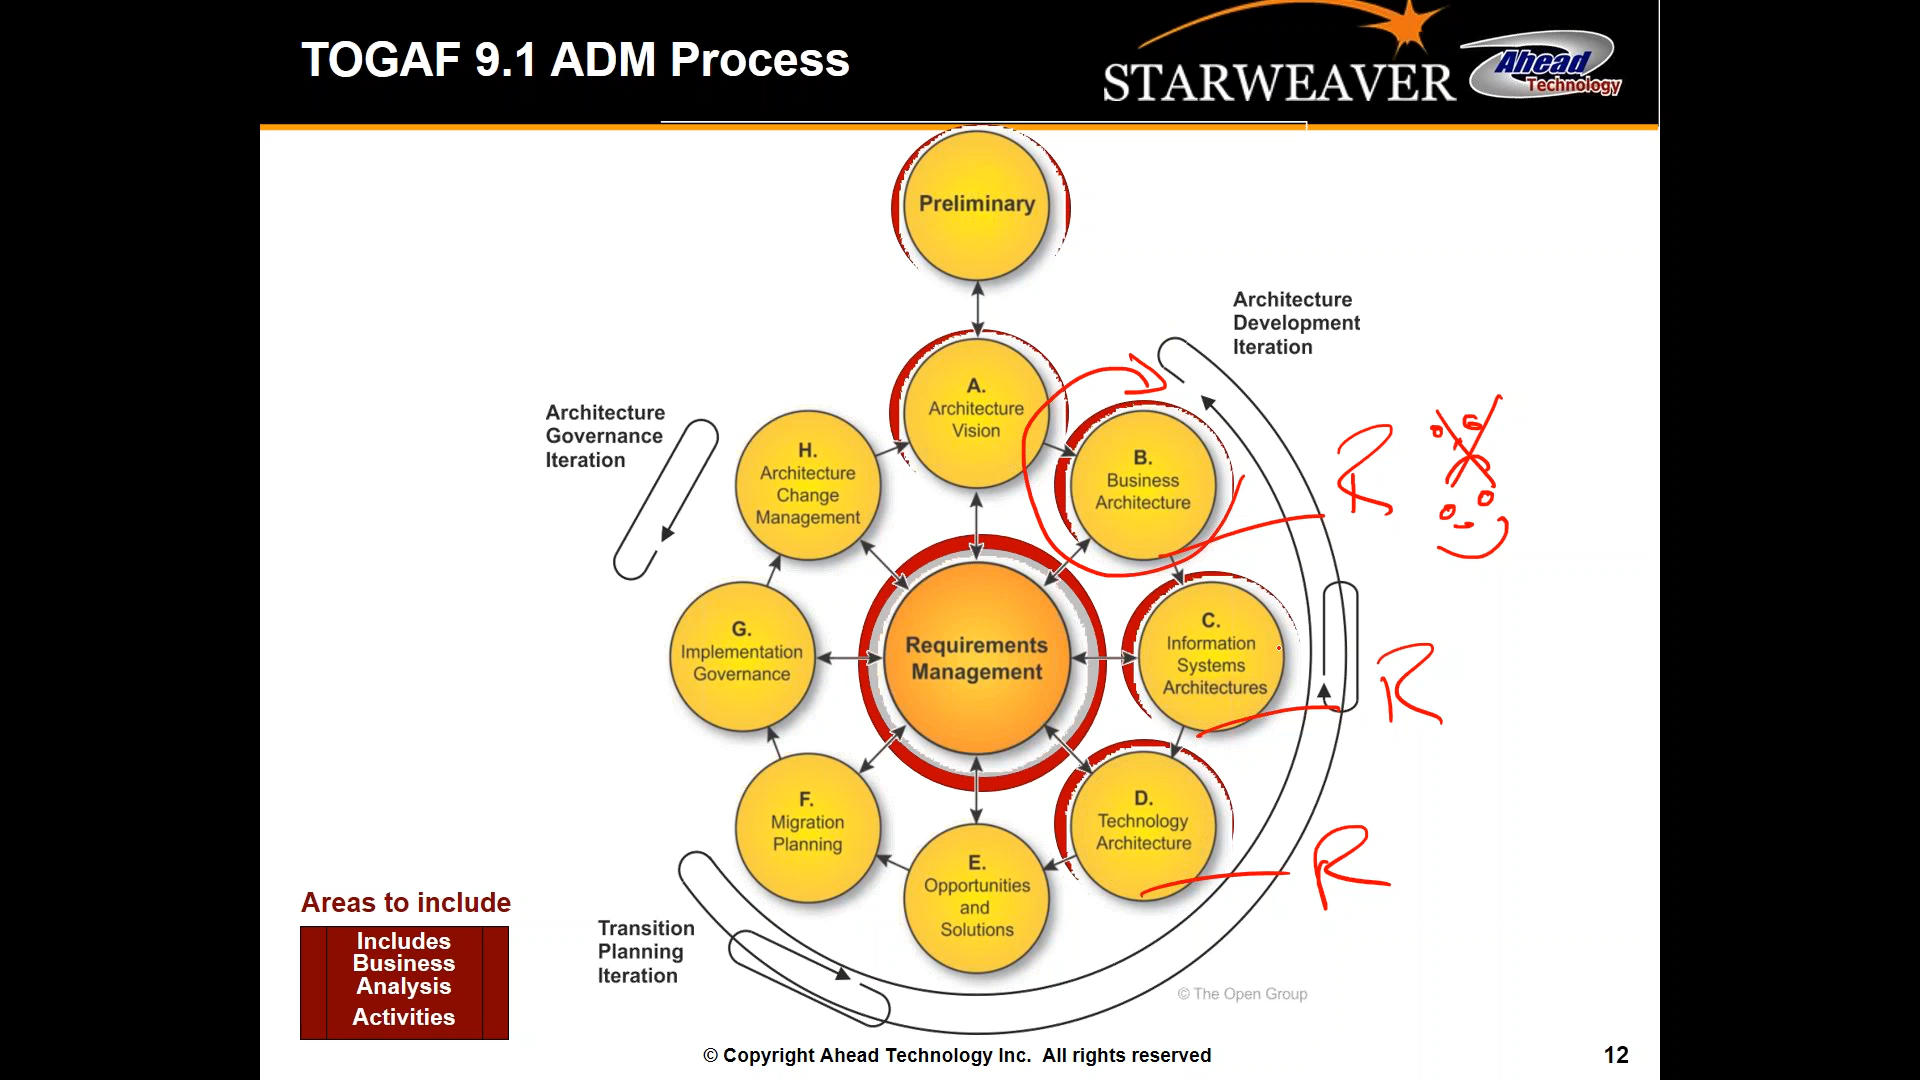 TOGAF 9.1 ADM Process
STARWEAVER
Ahead
Technology
Preliminary
Architecture
Development
Iteration
A.
Architecture
Vision
Architecture
Governance
Iteration
H.
Architecture
Change
Management
B.
Business
Architecture
R
G.
Implementation
Governance
Requirements
Management
C.
Information
Systems
Architectures
R
F.
Migration
Planning
D.
Technology
Architecture
R
E.
Opportunities
and
Solutions
Areas to include
Includes
Business
Analysis
Activities
Transition
Planning
Iteration
© The Open Group
© Copyright Ahead Technology Inc. All rights reserved
12